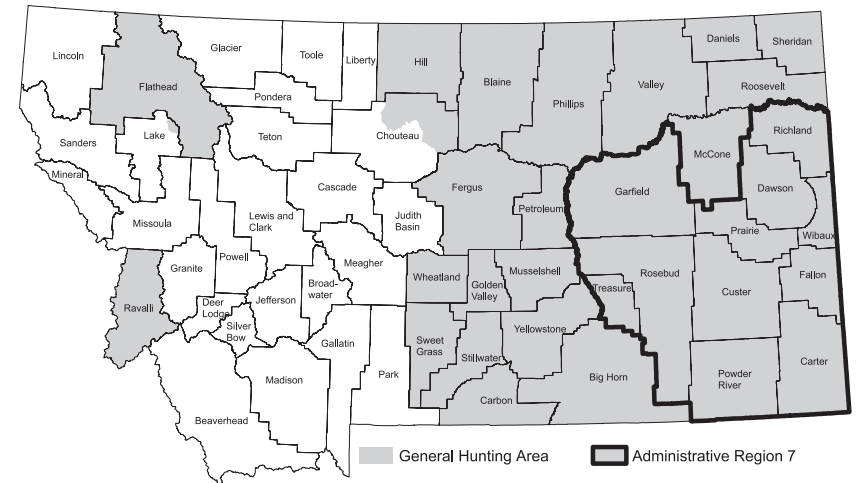 Lincoln
Glacier
Toole
Liberty
Hill
Blaine
Phillips
Valley
Daniels
Sheridan
Roosevelt
Flathead
Pondera
Chouteau
Teton
Lake
Sanders
Mineral
Missoula
Lewis and
Clark
Cascade
Judith
Basin
Fergus
Petroleum
Garfield
McCone
Richland
Dawson
Prairie
Wibaux
Powell
Granite
Ravalli
Deer
Lodge
Silver
Bow
Jefferson
Broad-
water
Meagher
Wheatland
Golden
Valley
Musselshell
Treasure
Rosebud
Custer
Fallon
Gallatin
Park
Sweet
Grass
Stillwater
Yellowstone
Carbon
Big Horn
Powder
River
Carter
Madison
Beaverhead
General Hunting Area
Administrative Region 7